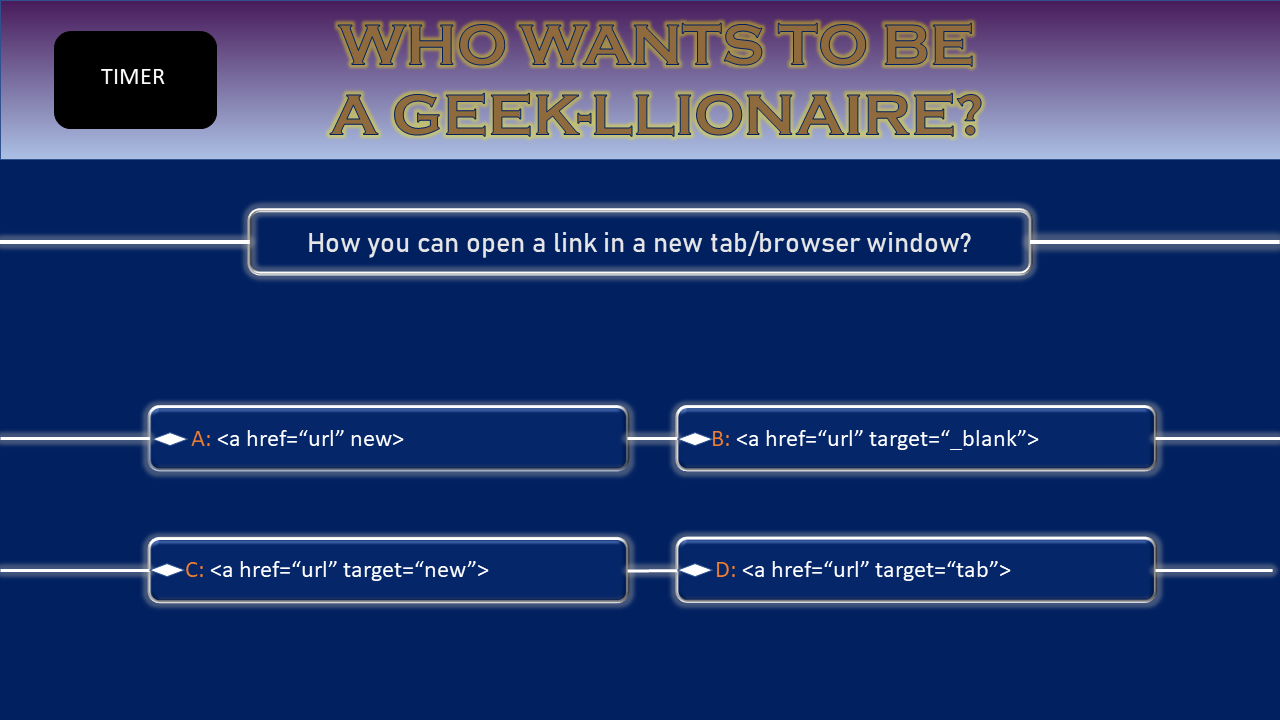 TIMER
WHO WANTS TO BE
A GEEK-LLIONAIRE?
How you can open a link in a new tab/browser window?
A: <a href=“url” new>
B: <a href=“url” target=“_blank”>
C: <a href=“url” target=“new”>
D: <a href=“url” target=“tab”>